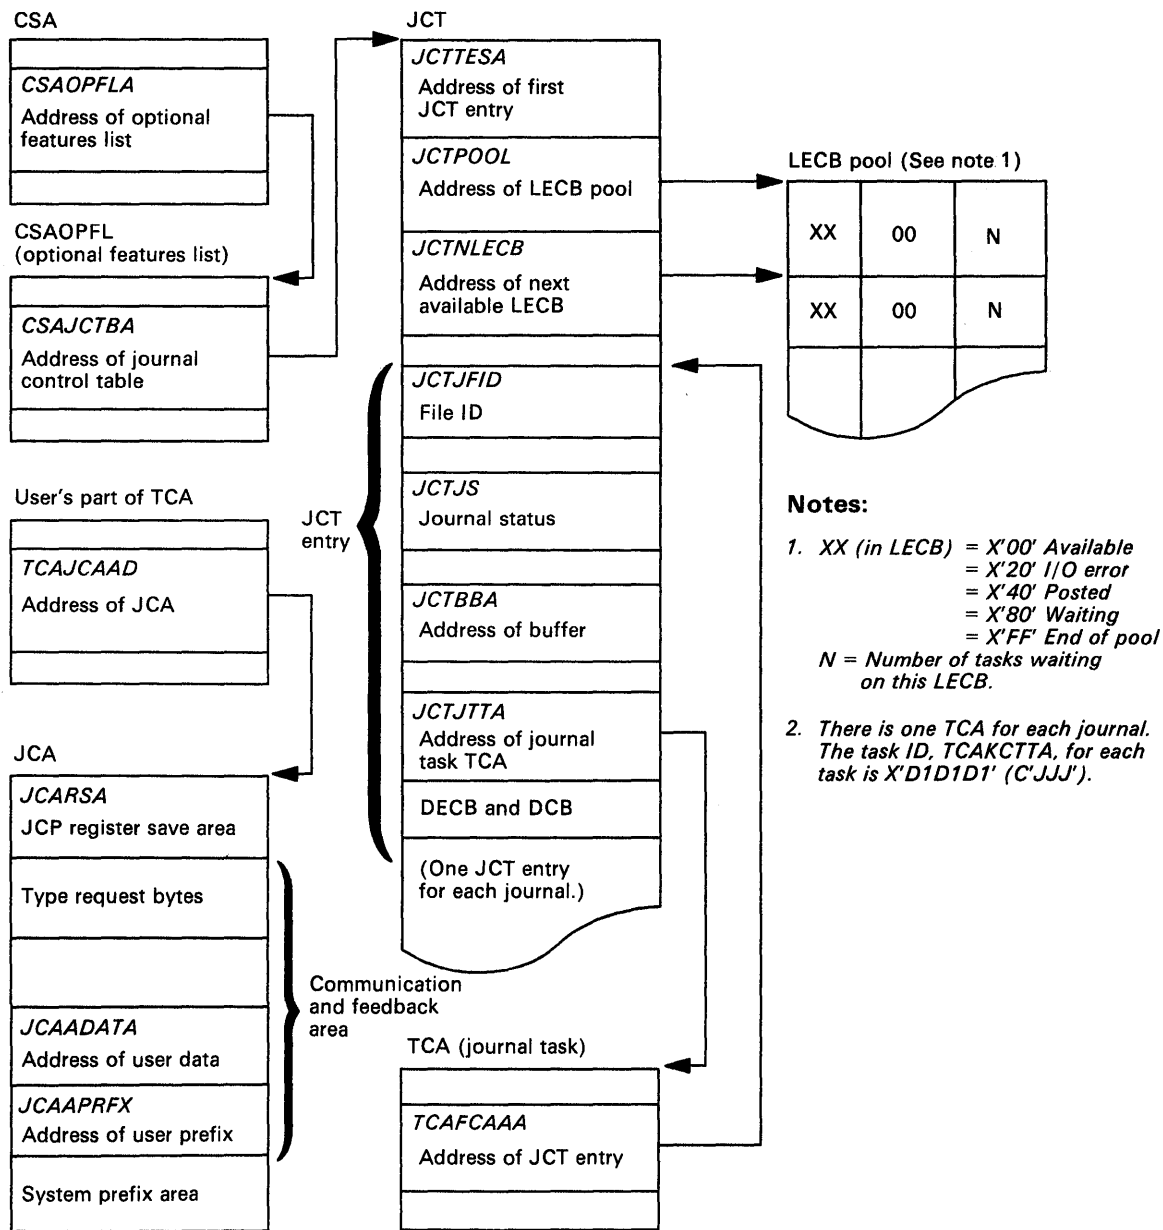 CSA
CSAOPFLA
Address of optional
features list
CSAOPFL
(optional features list)
CSAJCTBA
Address of journal
control table
User's part of TCA
TCAJCAAD
Address of JCA
JCA
JCARSA
JCP register save area
Type request bytes
JCAADATA
Address of user data
JCAAPRFX
Address of user prefix
System prefix area
Communication
and feedback
area
JCT
JCTTESA
Address of first
JCT entry
JCTPOOL
Address of LECB pool
JCTNLECB
Address of next
available LECB
JCT
entry
JCTJFID
File ID
JCTJS
Journal status
JCTBBA
Address of buffer
JCTJTTA
Address of journal
task TCA
DECB and DCB
(One JCT entry
for each journal.)
TCA (journal task)
TCAFCAAA
Address of JCT entry
LECB pool (See note 1)
XX 00 N
XX 00 N
Notes:
1. XX (in LECB) = X'00' Available
= X'20' I/O error
= X'40' Posted
= X'80' Waiting
= X'FF' End of pool
N = Number of tasks waiting
on this LECB.
2. There is one TCA for each journal.
The task ID, TCAKCTTA, for each
task is X'D1D1D1' (C'JJJ').